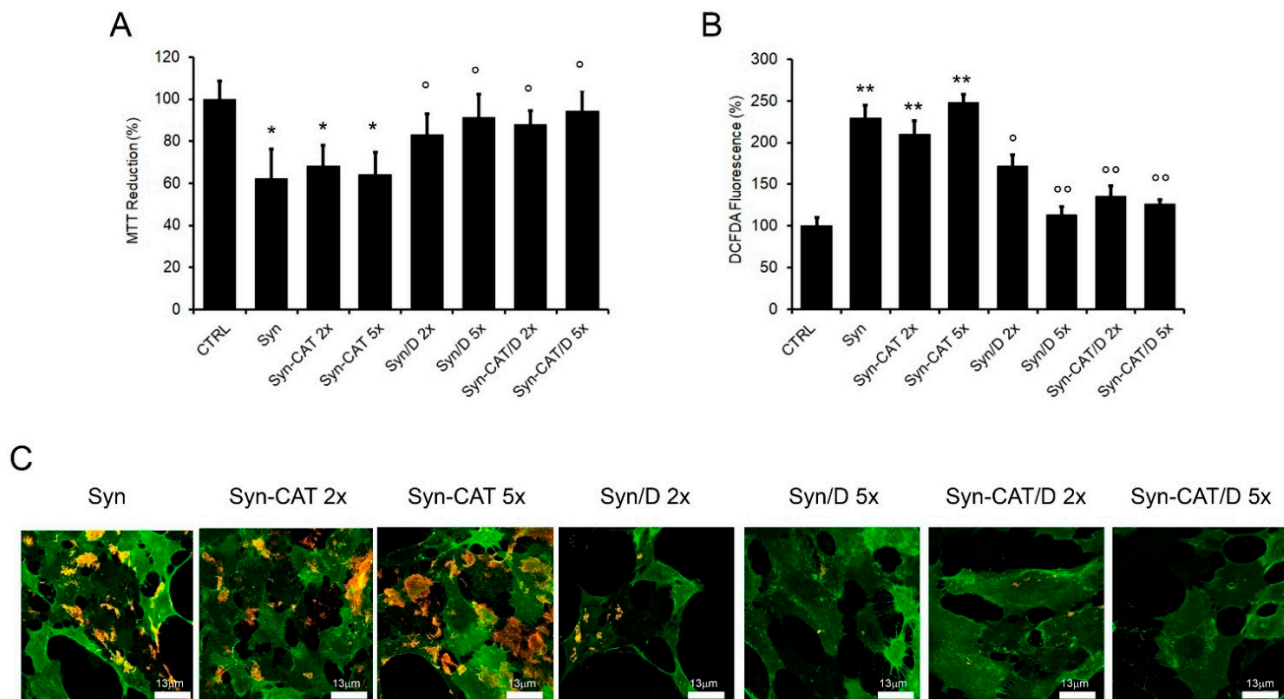 A
MTT Reduction (%)
120
100
80
60
40
20
0
*
*
*
°
°
°
°
CTRL
Syn
Syn-CAT 2x
Syn-CAT 5x
Syn/D 2x
Syn/D 5x
Syn-CAT/D 2x
Syn-CAT/D 5x
B
DCFDA Fluorescence (%)
300
250
200
150
100
50
0
**
**
**
°
°°
°°
°°
CTRL
Syn
Syn-CAT 2x
Syn-CAT 5x
Syn/D 2x
Syn/D 5x
Syn-CAT/D 2x
Syn-CAT/D 5x
C
Syn Syn-CAT 2x Syn-CAT 5x Syn/D 2x Syn/D 5x Syn-CAT/D 2x Syn-CAT/D 5x
13μm 13μm 13μm 13μm 13μm 13μm 13μm